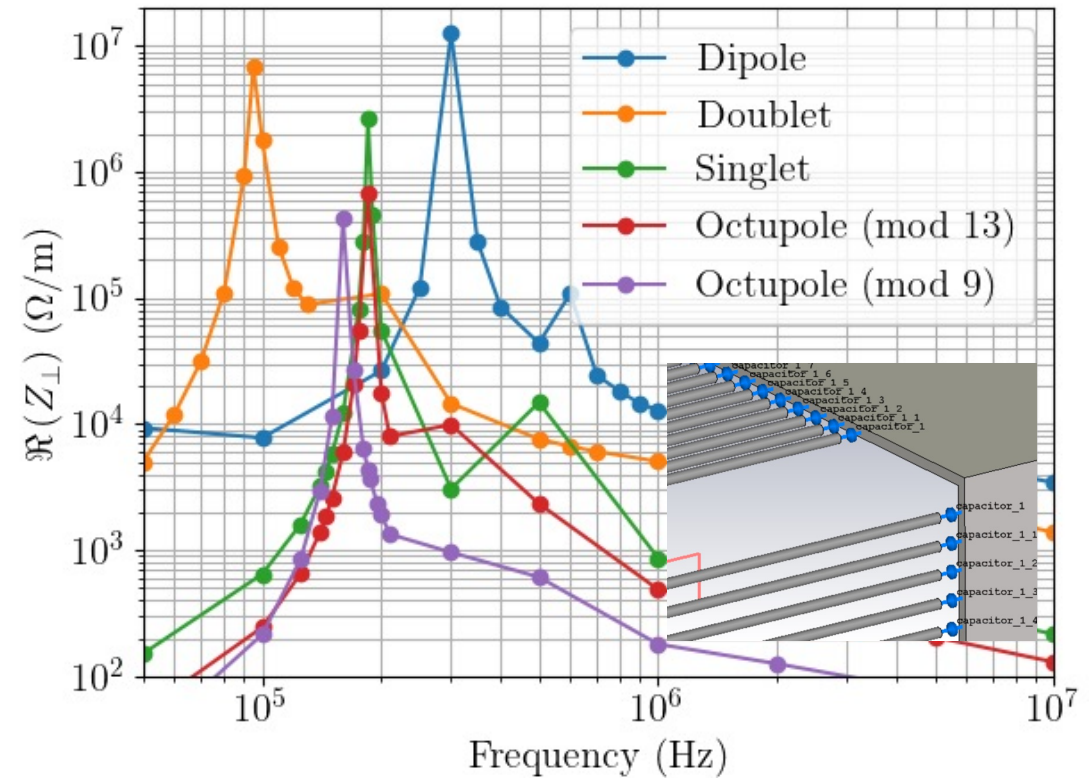 10^7
10^6
10^5
10^4
10^3
10^2
ℜ(Z⊥) (Ω/m)
Dipole
Doublet
Singlet
Octupole (mod 13)
Octupole (mod 9)
capacitor_1_7
capacitor_1_6
capacitor_1_5
capacitor_1_4
capacitor_1_3
capacitor_1_2
capacitor_1_1
capacitor_1
capacitor_1
capacitor_1_1
capacitor_1_2
capacitor_1_3
capacitor_1_4
10^5
10^6
10^7
Frequency (Hz)